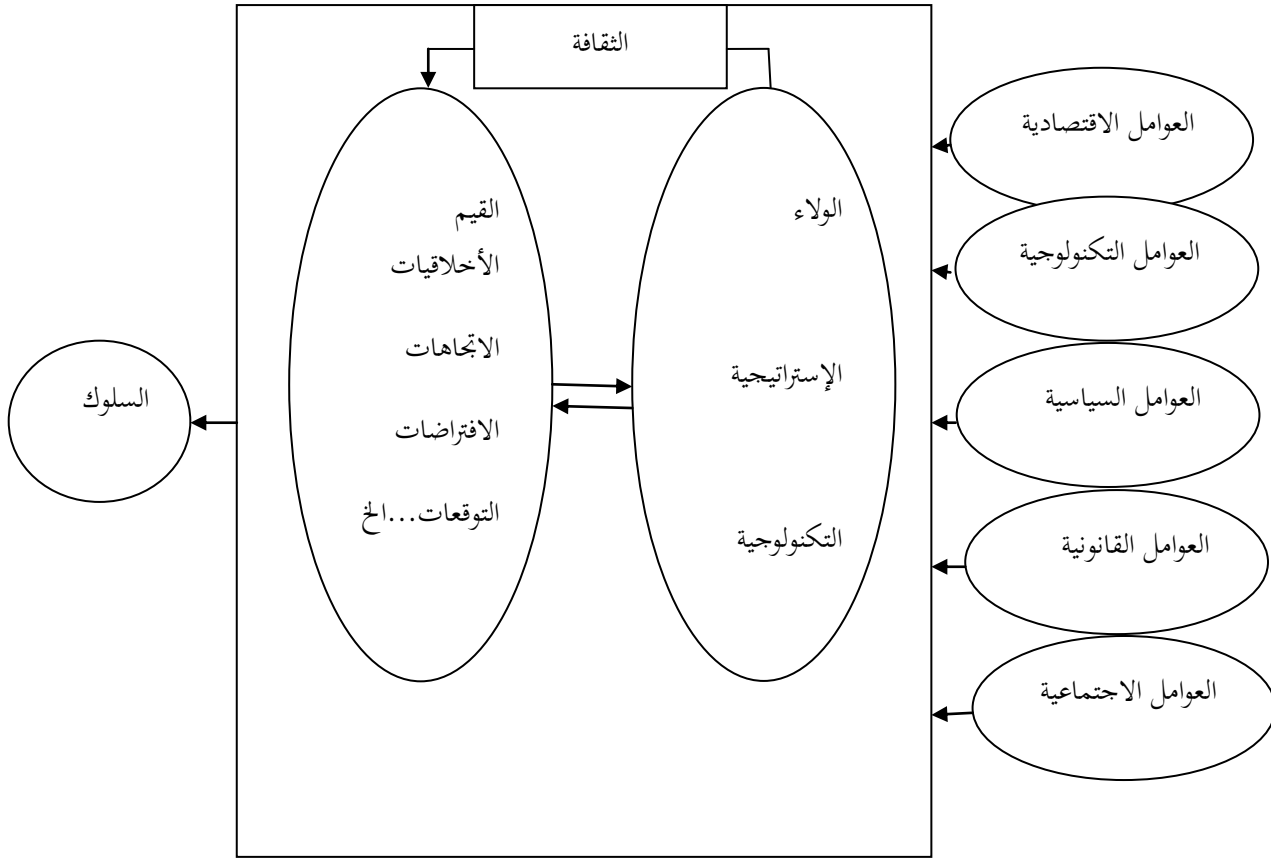 الثقافة
العوامل الاقتصادية
العوامل التكنولوجية
العوامل السياسية
العوامل القانونية
العوامل الاجتماعية
الولاء
الإستراتيجية
التكنولوجية
القيم
الأخلاقيات
الاتجاهات
الافتراضات
التوقعات...الخ
السلوك